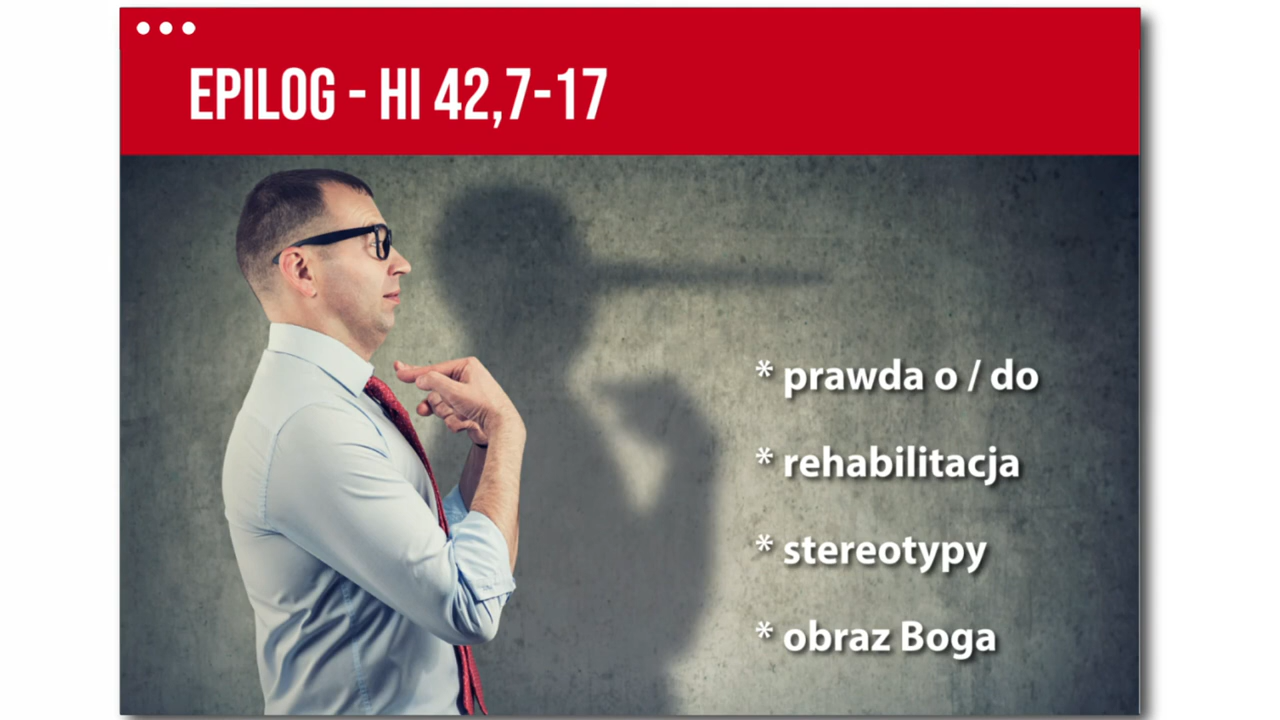 EPILOG - HI 42,7-17
* prawda o / do
* rehabilitacja
* stereotypy
* obraz Boga